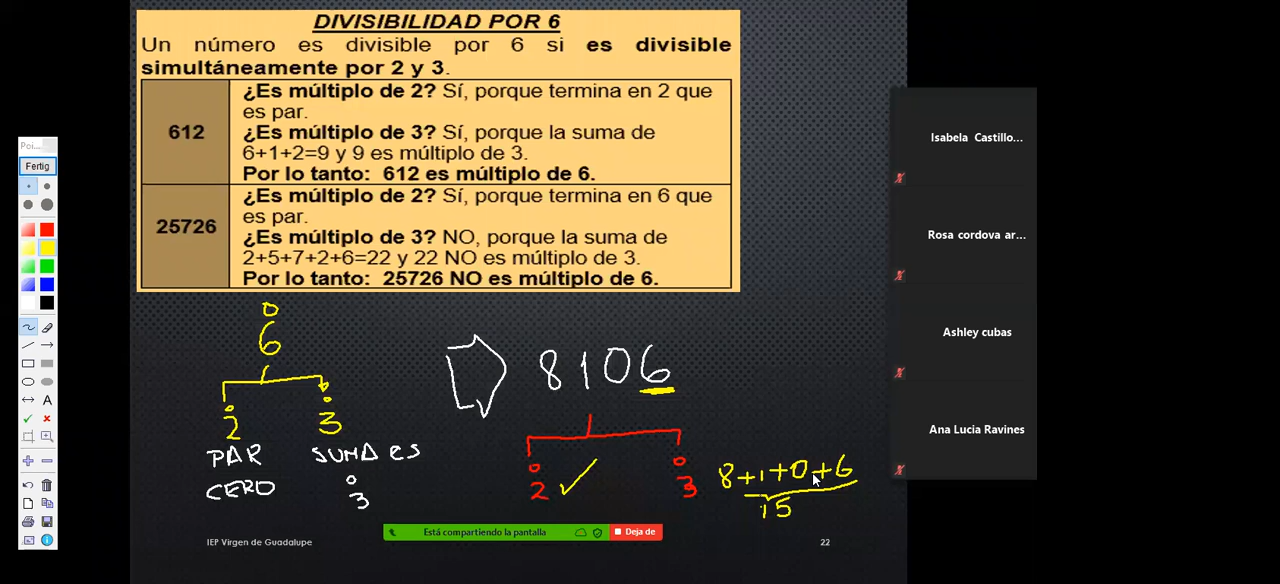 DIVISIBILIDAD POR 6
Un número es divisible por 6 si es divisible
simultáneamente por 2 y 3.
612
¿Es múltiplo de 2? Sí, porque termina en 2 que
es par.
¿Es múltiplo de 3? Sí, porque la suma de
6+1+2=9 y 9 es múltiplo de 3.
Por lo tanto: 612 es múltiplo de 6.
25726
¿Es múltiplo de 2? Sí, porque termina en 6 que
es par.
¿Es múltiplo de 3? NO, porque la suma de
2+5+7+2+6=22 y 22 NO es múltiplo de 3.
Por lo tanto: 25726 NO es múltiplo de 6.
Poi...
Fertig
A
o
6
o
2
o
3
PAR
CERO
SUMA ES
o
3
8106
o
2
o
3
8+1+0+6
15
Isabela Castillo...
Rosa cordova ar...
Ashley cubas
Ana Lucia Ravines
Está compartiendo la pantalla
Deja de
IEP Virgen de Guadalupe
22